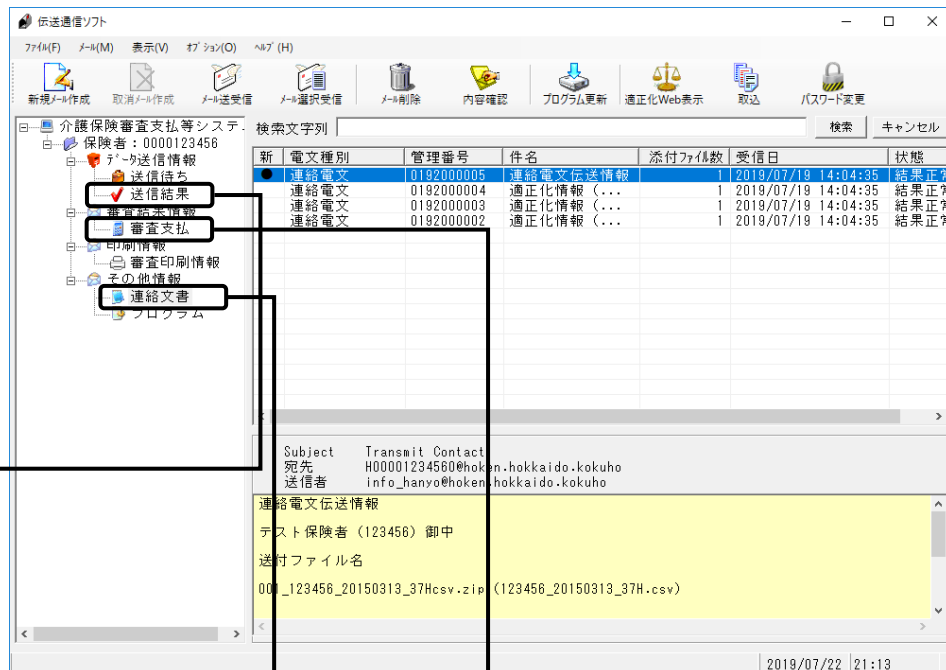 伝送通信ソフト
ファイル(F) メール(M) 表示(V) オプション(O) ヘルプ(H)
新規メール作成 取消メール作成 メール送受信 メール選択受信 メール削除 内容確認 プログラム更新 適正化Web表示 取込 パスワード変更
介護保険審査支払等システ
検索文字列 検索 キャンセル
保険者:0000123456
データ送信情報
送信待ち
送信結果
審査結果情報
審査支払
印刷情報
審査印刷情報
その他情報
連絡文書
プログラム
新 電文種別 管理番号 件名 添付ファイル数 受信日 状態
● 連絡電文 0192000005 連絡電文伝送情報 1 2019/07/19 14:04:35 結果正常
連絡電文 0192000004 適正化情報 (... 1 2019/07/19 14:04:35 結果正常
連絡電文 0192000003 適正化情報 (... 1 2019/07/19 14:04:35 結果正常
連絡電文 0192000002 適正化情報 (... 1 2019/07/19 14:04:35 結果正常
Subject Transmit Contact
宛先 H00001234560@hoken.hokkaido.kokuho
送信者 info_hanyo@hoken.hokkaido.kokuho
連絡電文伝送情報
テスト保険者 (123456) 御中
送付ファイル名
001_123456_20150313_37Hcsv.zip (123456_20150313_37H.csv)
2019/07/22 21:13